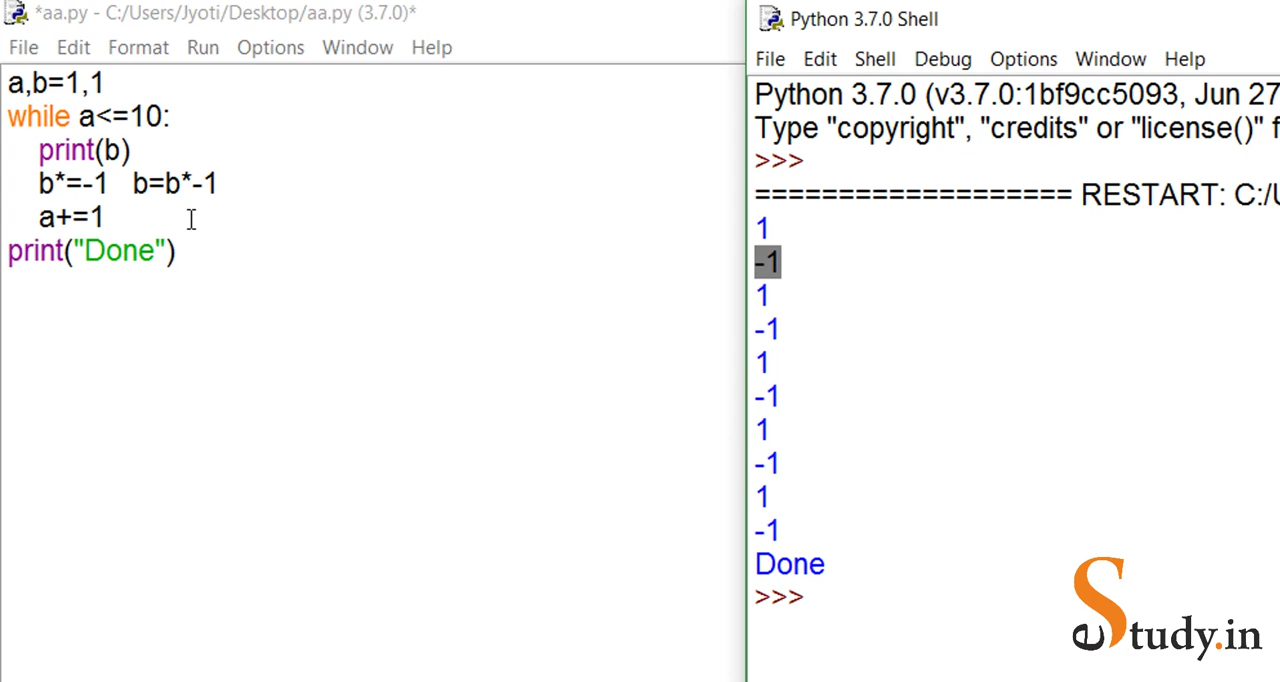 *aa.py - C:/Users/Jyoti/Desktop/aa.py (3.7.0)*
File Edit Format Run Options Window Help
a,b=1,1
while a<=10:
    print(b)
    b*=-1   b=b*-1
    a+=1
print("Done")
Python 3.7.0 Shell
File Edit Shell Debug Options Window Help
Python 3.7.0 (v3.7.0:1bf9cc5093, Jun 27
Type "copyright", "credits" or "license()" f
>>>
=================== RESTART: C:/U
1
-1
1
-1
1
-1
1
-1
1
-1
Done
>>>
eStudy.in